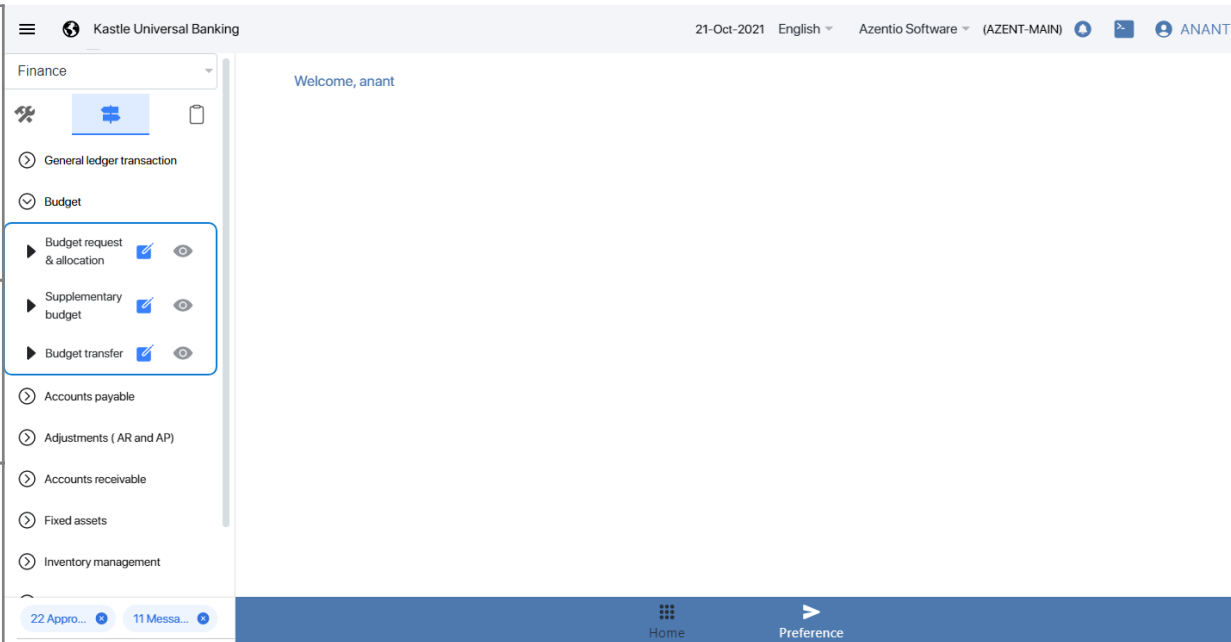 Kastle Universal Banking
21-Oct-2021 English Azentio Software (AZENT-MAIN) ANANT
Finance
Welcome, anant
General ledger transaction
Budget
Budget request
& allocation
Supplementary
budget
Budget transfer
Accounts payable
Adjustments ( AR and AP)
Accounts receivable
Fixed assets
Inventory management
22 Appro... 11 Messa...
Home Preference